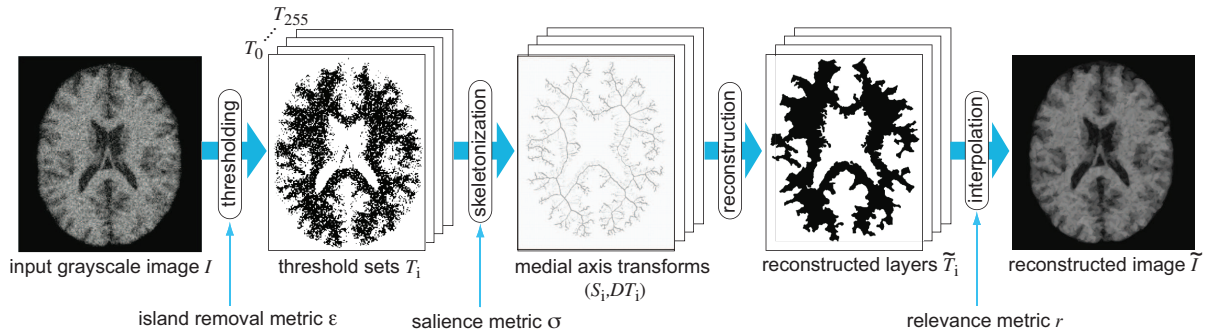 T255
T0
thresholding
skeletonization
reconstruction
interpolation
input grayscale image I
threshold sets Ti
medial axis transforms
(Si,DTi)
reconstructed layers T̃i
reconstructed image Ĩ
island removal metric ε
salience metric σ
relevance metric r